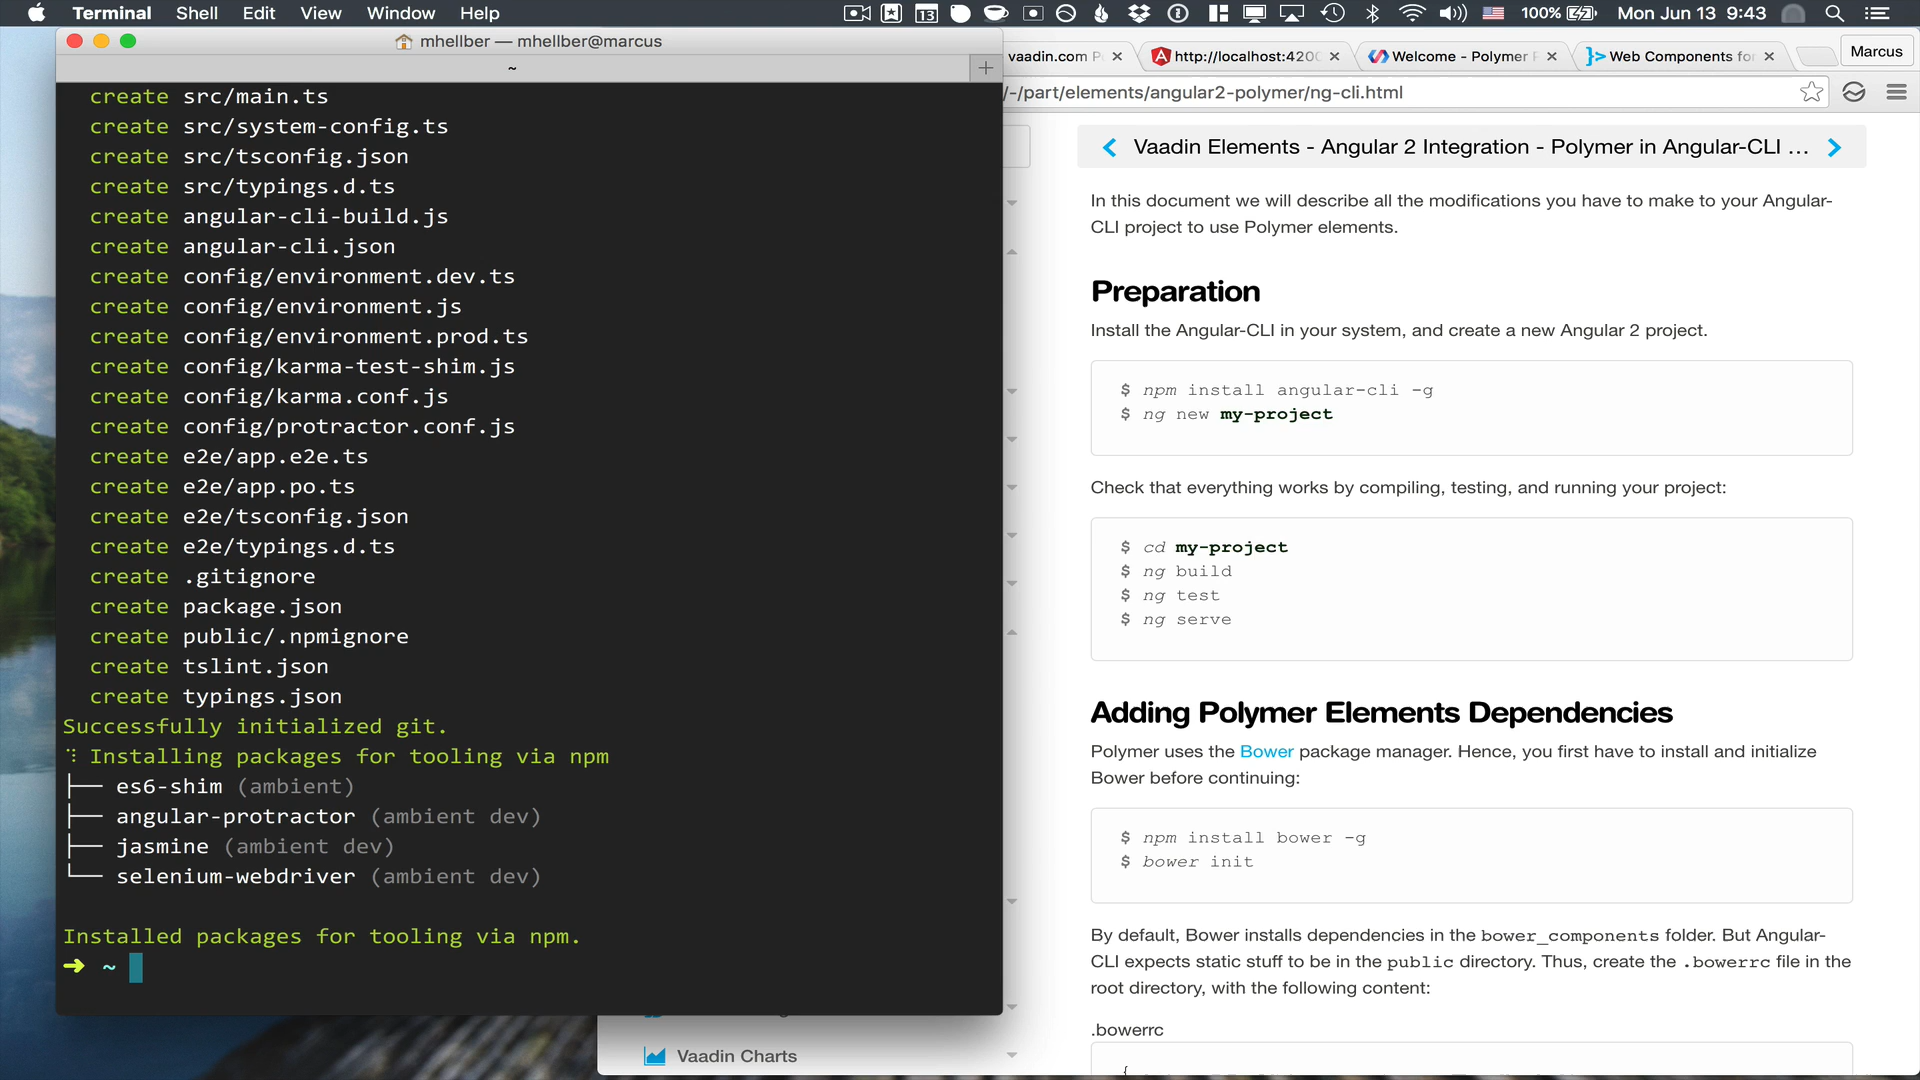 Terminal Shell Edit View Window Help
13
100%
Mon Jun 13 9:43
mhellber — mhellber@marcus
~
create src/main.ts
create src/system-config.ts
create src/tsconfig.json
create src/typings.d.ts
create angular-cli-build.js
create angular-cli.json
create config/environment.dev.ts
create config/environment.js
create config/environment.prod.ts
create config/karma-test-shim.js
create config/karma.conf.js
create config/protractor.conf.js
create e2e/app.e2e.ts
create e2e/app.po.ts
create e2e/tsconfig.json
create e2e/typings.d.ts
create .gitignore
create package.json
create public/.npmignore
create tslint.json
create typings.json
Successfully initialized git.
Installing packages for tooling via npm
├── es6-shim (ambient)
├── angular-protractor (ambient dev)
├── jasmine (ambient dev)
└── selenium-webdriver (ambient dev)
Installed packages for tooling via npm.
➜ ~
vaadin.com P
http://localhost:420
Welcome - Polymer P
Web Components for
Marcus
/-/part/elements/angular2-polymer/ng-cli.html
Vaadin Elements - Angular 2 Integration - Polymer in Angular-CLI ...
In this document we will describe all the modifications you have to make to your Angular-
CLI project to use Polymer elements.
Preparation
Install the Angular-CLI in your system, and create a new Angular 2 project.
$ npm install angular-cli -g
$ ng new my-project
Check that everything works by compiling, testing, and running your project:
$ cd my-project
$ ng build
$ ng test
$ ng serve
Adding Polymer Elements Dependencies
Polymer uses the Bower package manager. Hence, you first have to install and initialize
Bower before continuing:
$ npm install bower -g
$ bower init
By default, Bower installs dependencies in the bower_components folder. But Angular-
CLI expects static stuff to be in the public directory. Thus, create the .bowerrc file in the
root directory, with the following content:
.bowerrc
{
Vaadin Charts